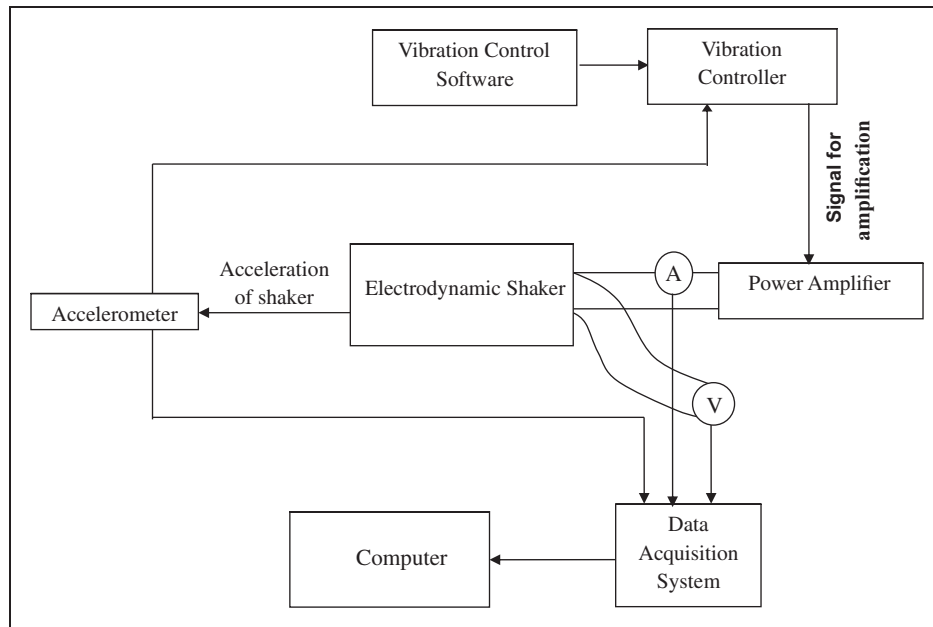 Vibration Control
Software
Vibration
Controller
Signal for
amplification
Acceleration
of shaker
Electrodynamic Shaker
A
Power Amplifier
Accelerometer
V
Data
Acquisition
System
Computer